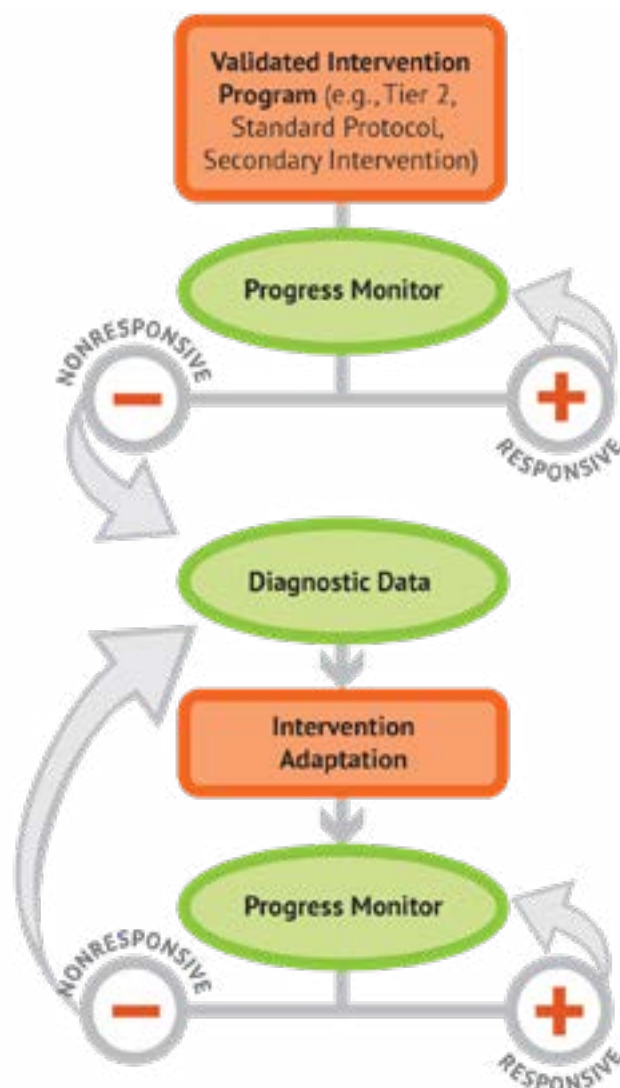 Validated Intervention
Program (e.g., Tier 2,
Standard Protocol,
Secondary Intervention)
Progress Monitor
NONRESPONSIVE
RESPONSIVE
Diagnostic Data
Intervention
Adaptation
Progress Monitor
NONRESPONSIVE
RESPONSIVE